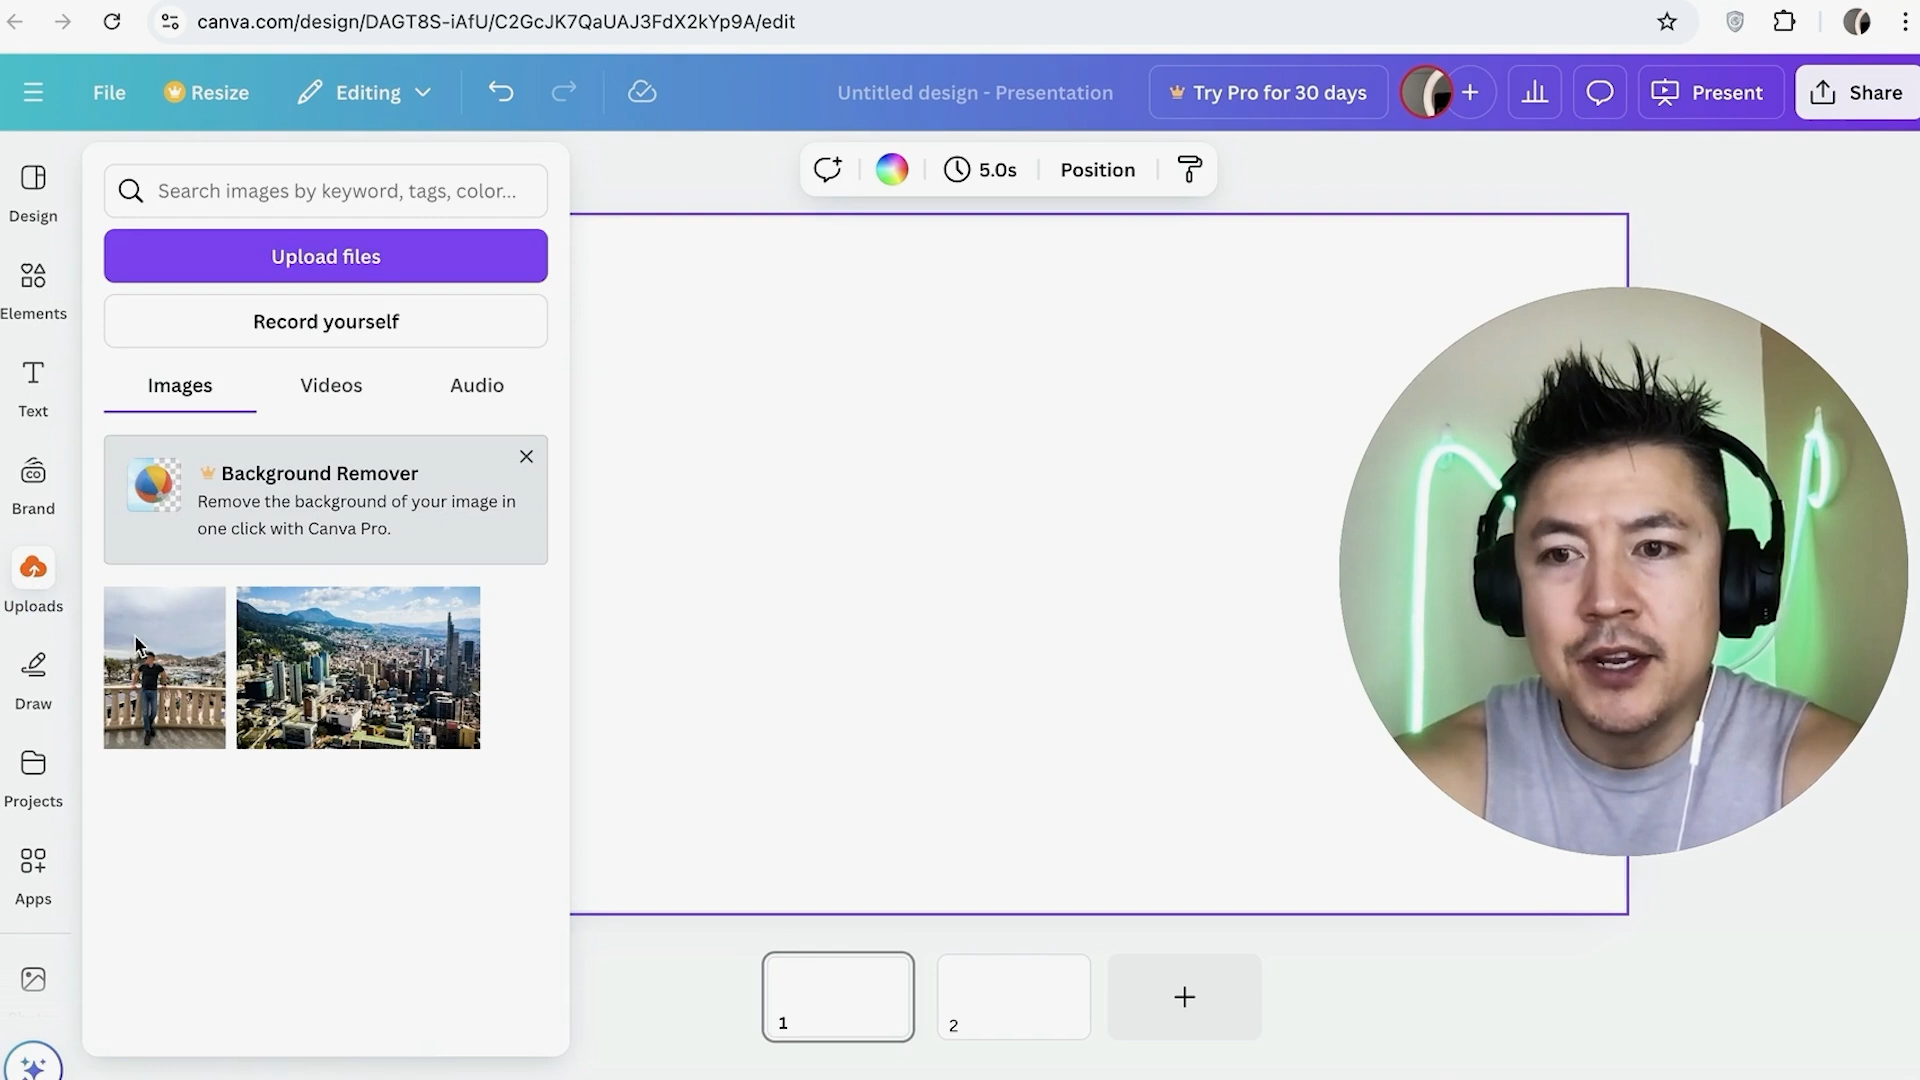 canva.com/design/DAGT8S-iAfU/C2GcJK7QaUAJ3FdX2kYp9A/edit
File
Resize
Editing
Untitled design - Presentation
Try Pro for 30 days
Present
Share
Design
Elements
Text
Brand
Uploads
Draw
Projects
Apps
Search images by keyword, tags, color...
Upload files
Record yourself
Images
Videos
Audio
Background Remover
Remove the background of your image in
one click with Canva Pro.
5.0s
Position
1
2